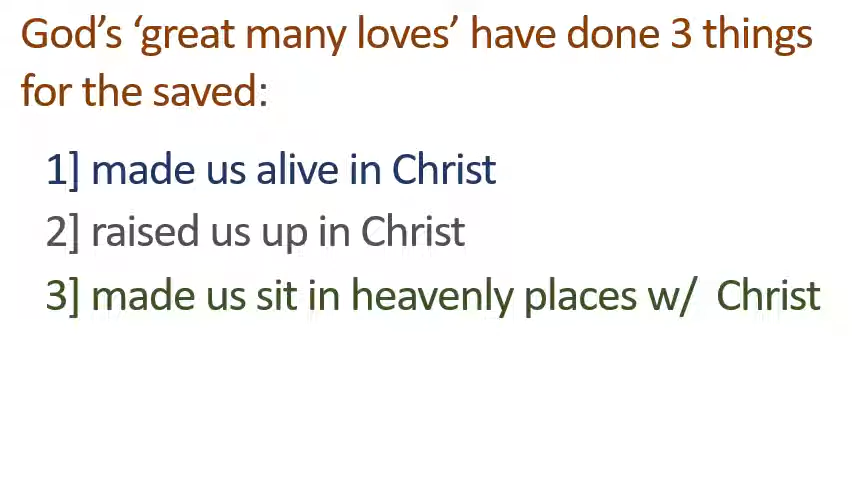 God's ‘great many loves’ have done 3 things
for the saved:
1] made us alive in Christ
2] raised us up in Christ
3] made us sit in heavenly places w/ Christ